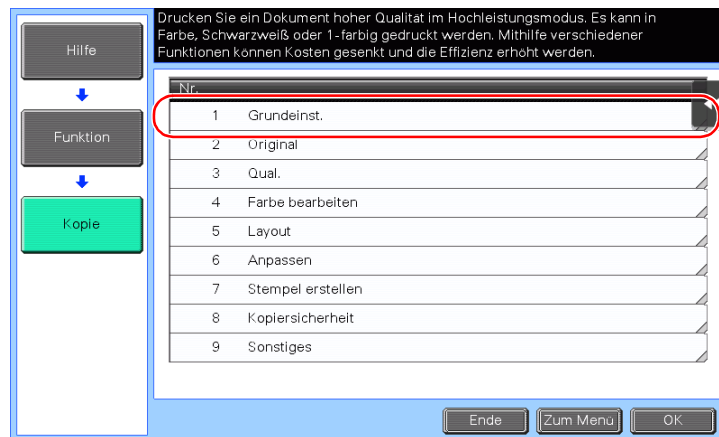 Drucken Sie ein Dokument hoher Qualität im Hochleistungsmodus. Es kann in
Farbe, Schwarzweiß oder 1-farbig gedruckt werden. Mithilfe verschiedener
Funktionen können Kosten gesenkt und die Effizienz erhöht werden.
Hilfe
Funktion
Kopie
Nr.
1 Grundeinst.
2 Original
3 Qual.
4 Farbe bearbeiten
5 Layout
6 Anpassen
7 Stempel erstellen
8 Kopiersicherheit
9 Sonstiges
Ende Zum Menü OK